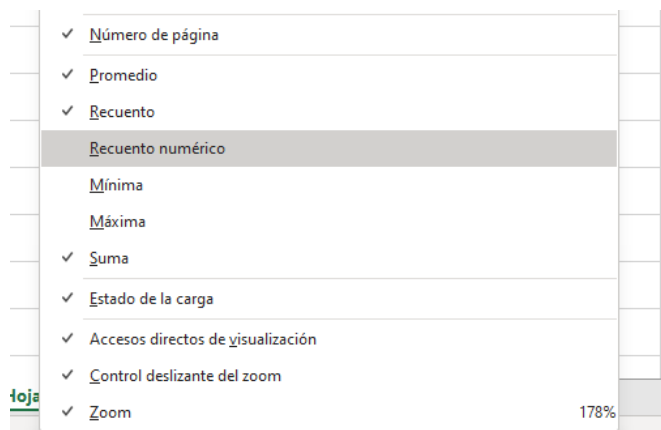 Número de página
Promedio
Recuento
Recuento numérico
Mínima
Máxima
Suma
Estado de la carga
Accesos directos de visualización
Control deslizante del zoom
Zoom 178%